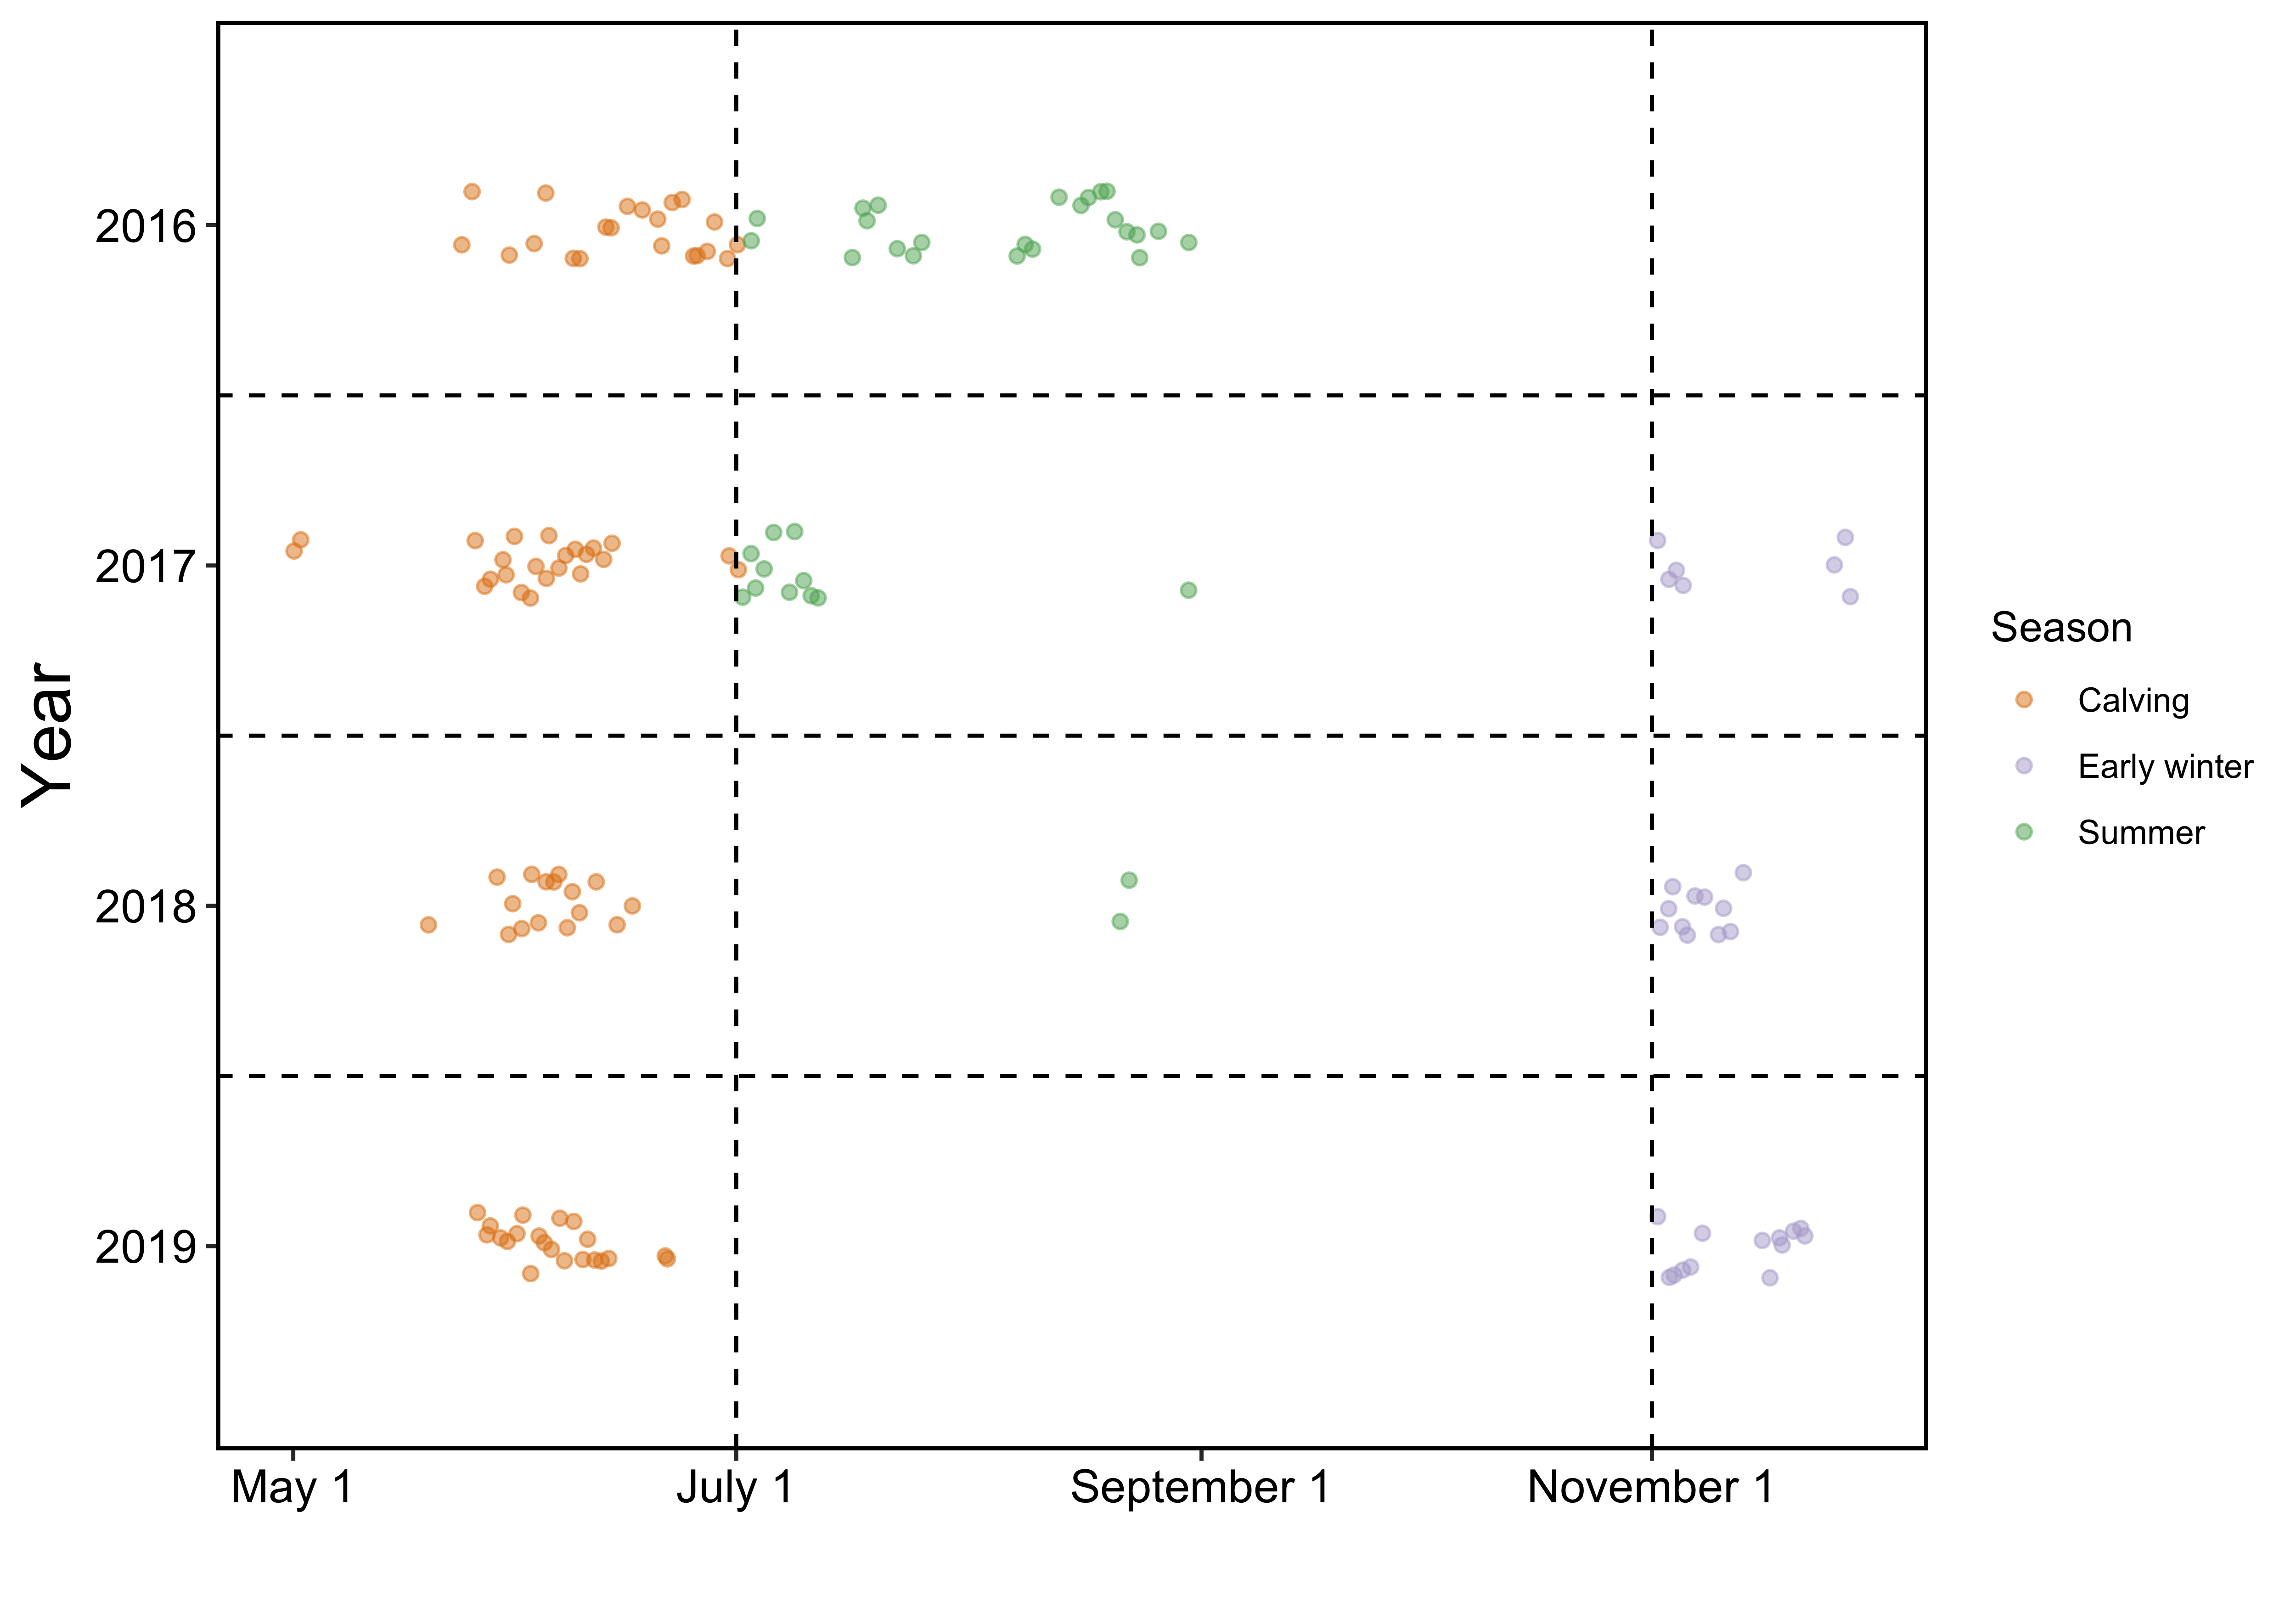 Year
2016
2017
2018
2019
May 1
July 1
September 1
November 1
Season
Calving
Early winter
Summer